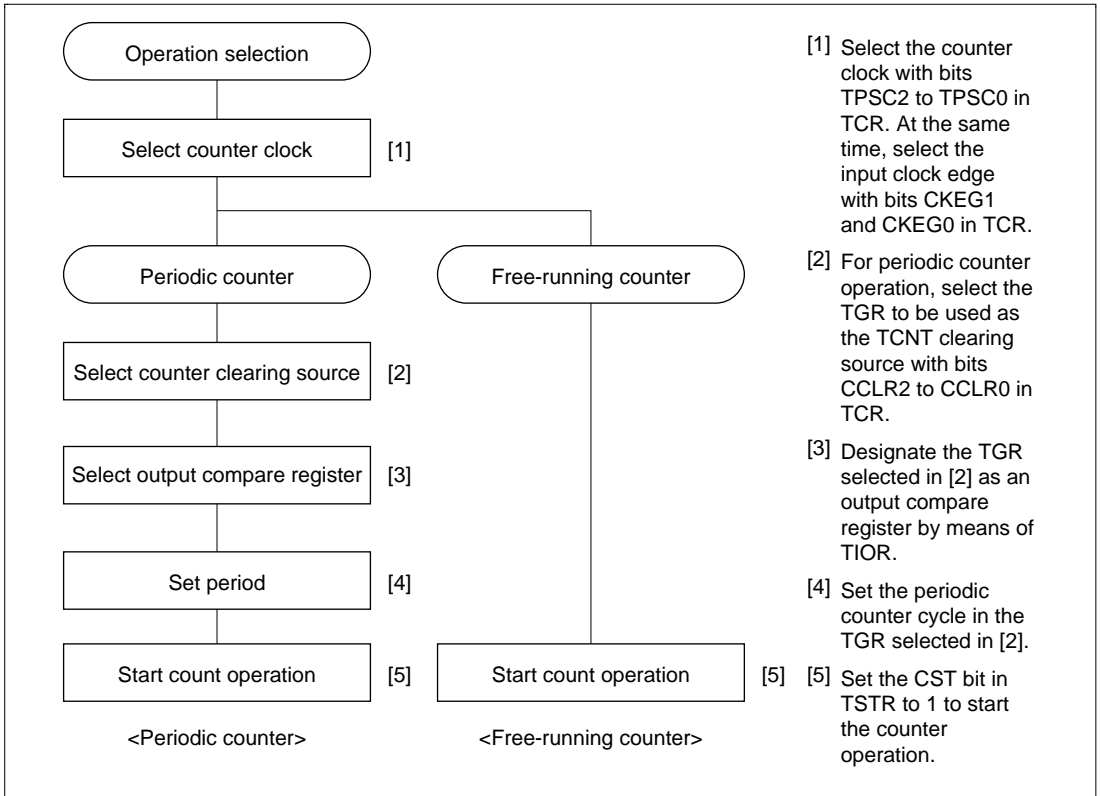 Operation selection
Select counter clock
[1]
Periodic counter
Free-running counter
Select counter clearing source
[2]
Select output compare register
[3]
Set period
[4]
Start count operation
[5]
Start count operation
[5]
<Periodic counter>
<Free-running counter>
[1] Select the counter
clock with bits
TPSC2 to TPSC0 in
TCR. At the same
time, select the
input clock edge
with bits CKEG1
and CKEG0 in TCR.
[2] For periodic counter
operation, select the
TGR to be used as
the TCNT clearing
source with bits
CCLR2 to CCLR0 in
TCR.
[3] Designate the TGR
selected in [2] as an
output compare
register by means of
TIOR.
[4] Set the periodic
counter cycle in the
TGR selected in [2].
[5] Set the CST bit in
TSTR to 1 to start
the counter
operation.